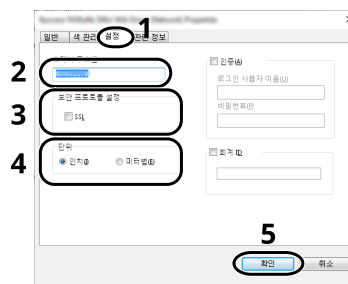 1
일반 색 관리 설정 관련 정보
2
인증(A)
로그인 사용자 이름(U)
3
보안 프로토콜 설정
SSL
비밀번호(P)
4
단위
인치(I) 미터법(E)
회계 ID
5
확인 취소